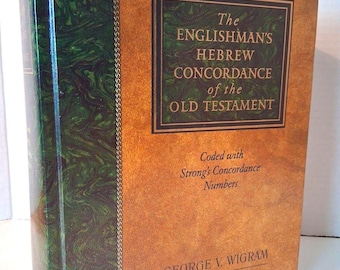 The
ENGLISHMAN'S
HEBREW
CONCORDANCE
of the
OLD TESTAMENT
Coded with
Strong's Concordance
Numbers
GEORGE V. WIGRAM